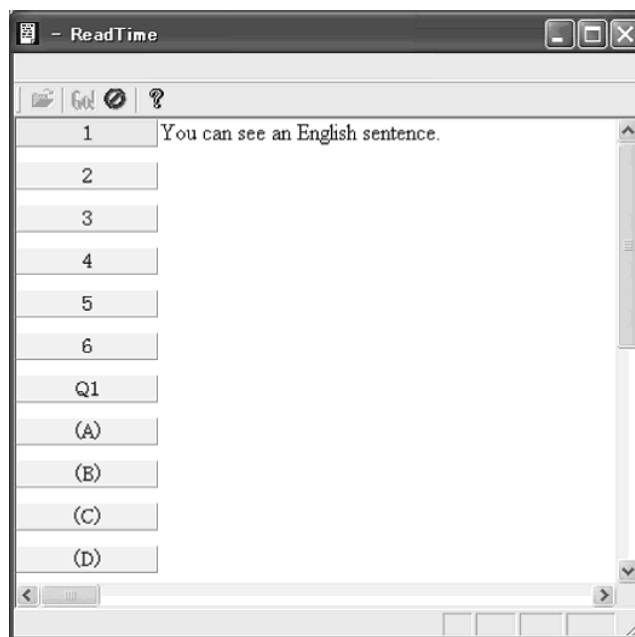 - ReadTime
Go!
1 You can see an English sentence.
2
3
4
5
6
Q1
(A)
(B)
(C)
(D)